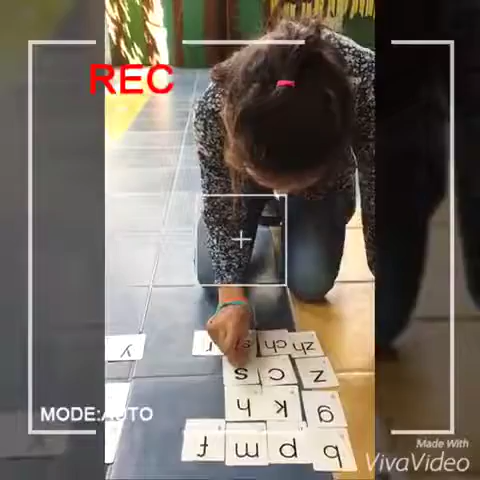 REC
b p m f
g k h
z c s
zh ch r
y
MODE:AUTO
Made With
VivaVideo